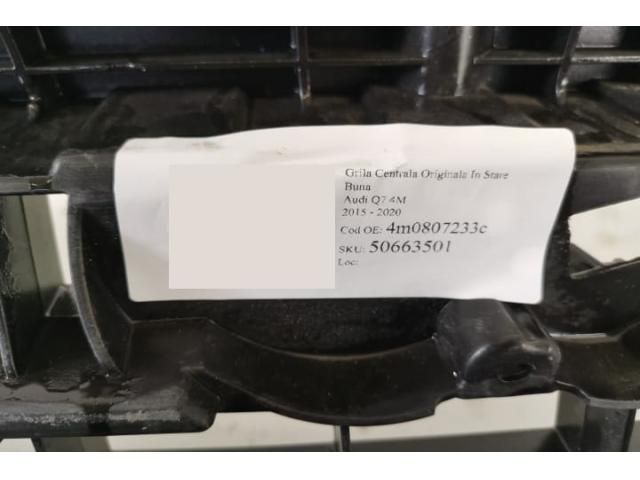 Grila Centrala Originala In Stare
Buna
Audi Q7 4M
2015 - 2020
Cod OE: 4m0807233c
SKU: 50663501
Loc: